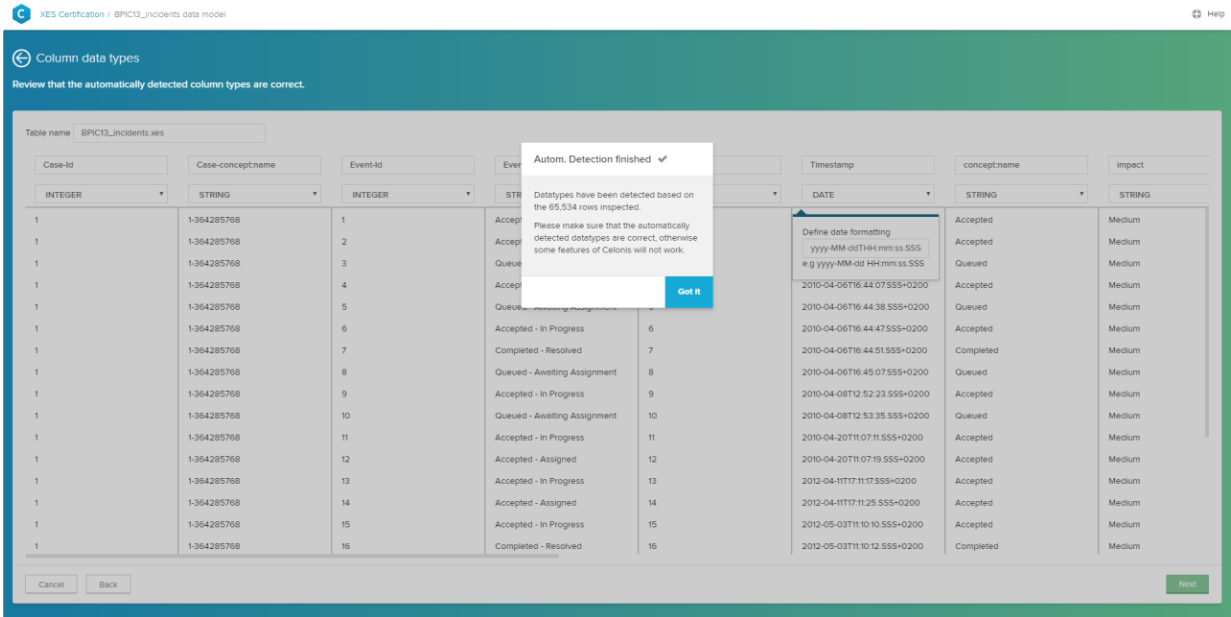 C XES Certification / BPIC13_incidents data model Help
Column data types
Review that the automatically detected column types are correct.
Table name BPIC13_incidents.xes
Case-Id Case-concept:name Event-Id Ever Timestamp concept:name impact
INTEGER STRING INTEGER STR DATE STRING STRING
Autom. Detection finished
Datatypes have been detected based on
the 65,534 rows inspected.
Please make sure that the automatically
detected datatypes are correct, otherwise
some features of Celonis will not work.
Got It
Define date formatting
yyyy-MM-ddTHH:mm:ss.SSS
e.g yyyy-MM-dd HH:mm:ss.SSS
1 1-364285768 1 Accept Accepted Medium
1 1-364285768 2 Accept Accepted Medium
1 1-364285768 3 Queue Queued Medium
1 1-364285768 4 Accept 2010-04-06T16:44:07.SSS+0200 Accepted Medium
1 1-364285768 5 Queued - Awaiting Assignment 5 2010-04-06T16:44:38.SSS+0200 Queued Medium
1 1-364285768 6 Accepted - In Progress 6 2010-04-06T16:44:47.SSS+0200 Accepted Medium
1 1-364285768 7 Completed - Resolved 7 2010-04-06T16:44:51.SSS+0200 Completed Medium
1 1-364285768 8 Queued - Awaiting Assignment 8 2010-04-06T16:45:07.SSS+0200 Queued Medium
1 1-364285768 9 Accepted - In Progress 9 2010-04-08T12:52:23.SSS+0200 Accepted Medium
1 1-364285768 10 Queued - Awaiting Assignment 10 2010-04-08T12:53:35.SSS+0200 Queued Medium
1 1-364285768 11 Accepted - In Progress 11 2010-04-20T11:07:11.SSS+0200 Accepted Medium
1 1-364285768 12 Accepted - Assigned 12 2010-04-20T11:07:19.SSS+0200 Accepted Medium
1 1-364285768 13 Accepted - In Progress 13 2012-04-11T17:11:17.SSS+0200 Accepted Medium
1 1-364285768 14 Accepted - Assigned 14 2012-04-11T17:11:25.SSS+0200 Accepted Medium
1 1-364285768 15 Accepted - In Progress 15 2012-05-03T11:10:10.SSS+0200 Accepted Medium
1 1-364285768 16 Completed - Resolved 16 2012-05-03T11:10:12.SSS+0200 Completed Medium
Cancel Back Next